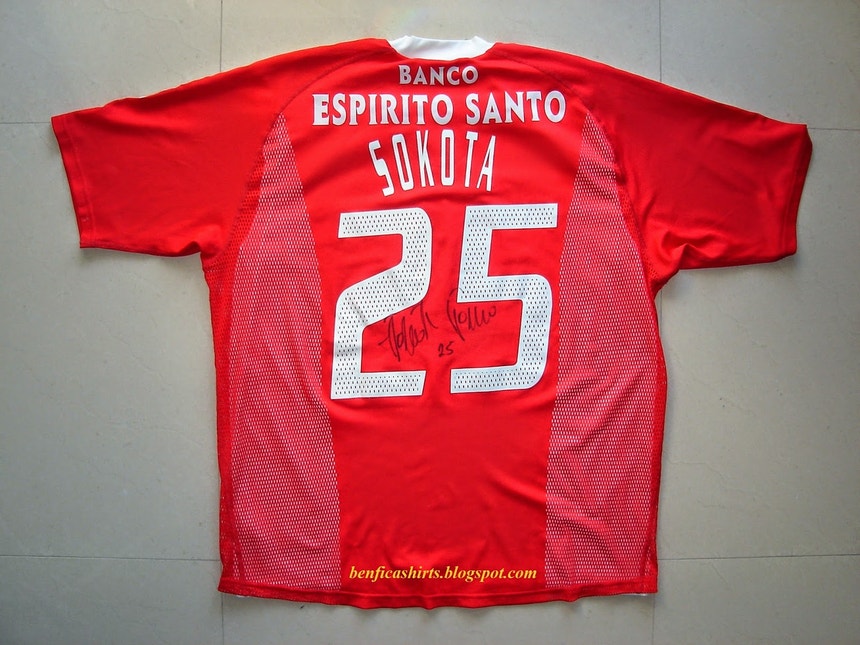 BANCO
ESPIRITO SANTO
SOKOTA
25
25
benficashirts.blogspot.com